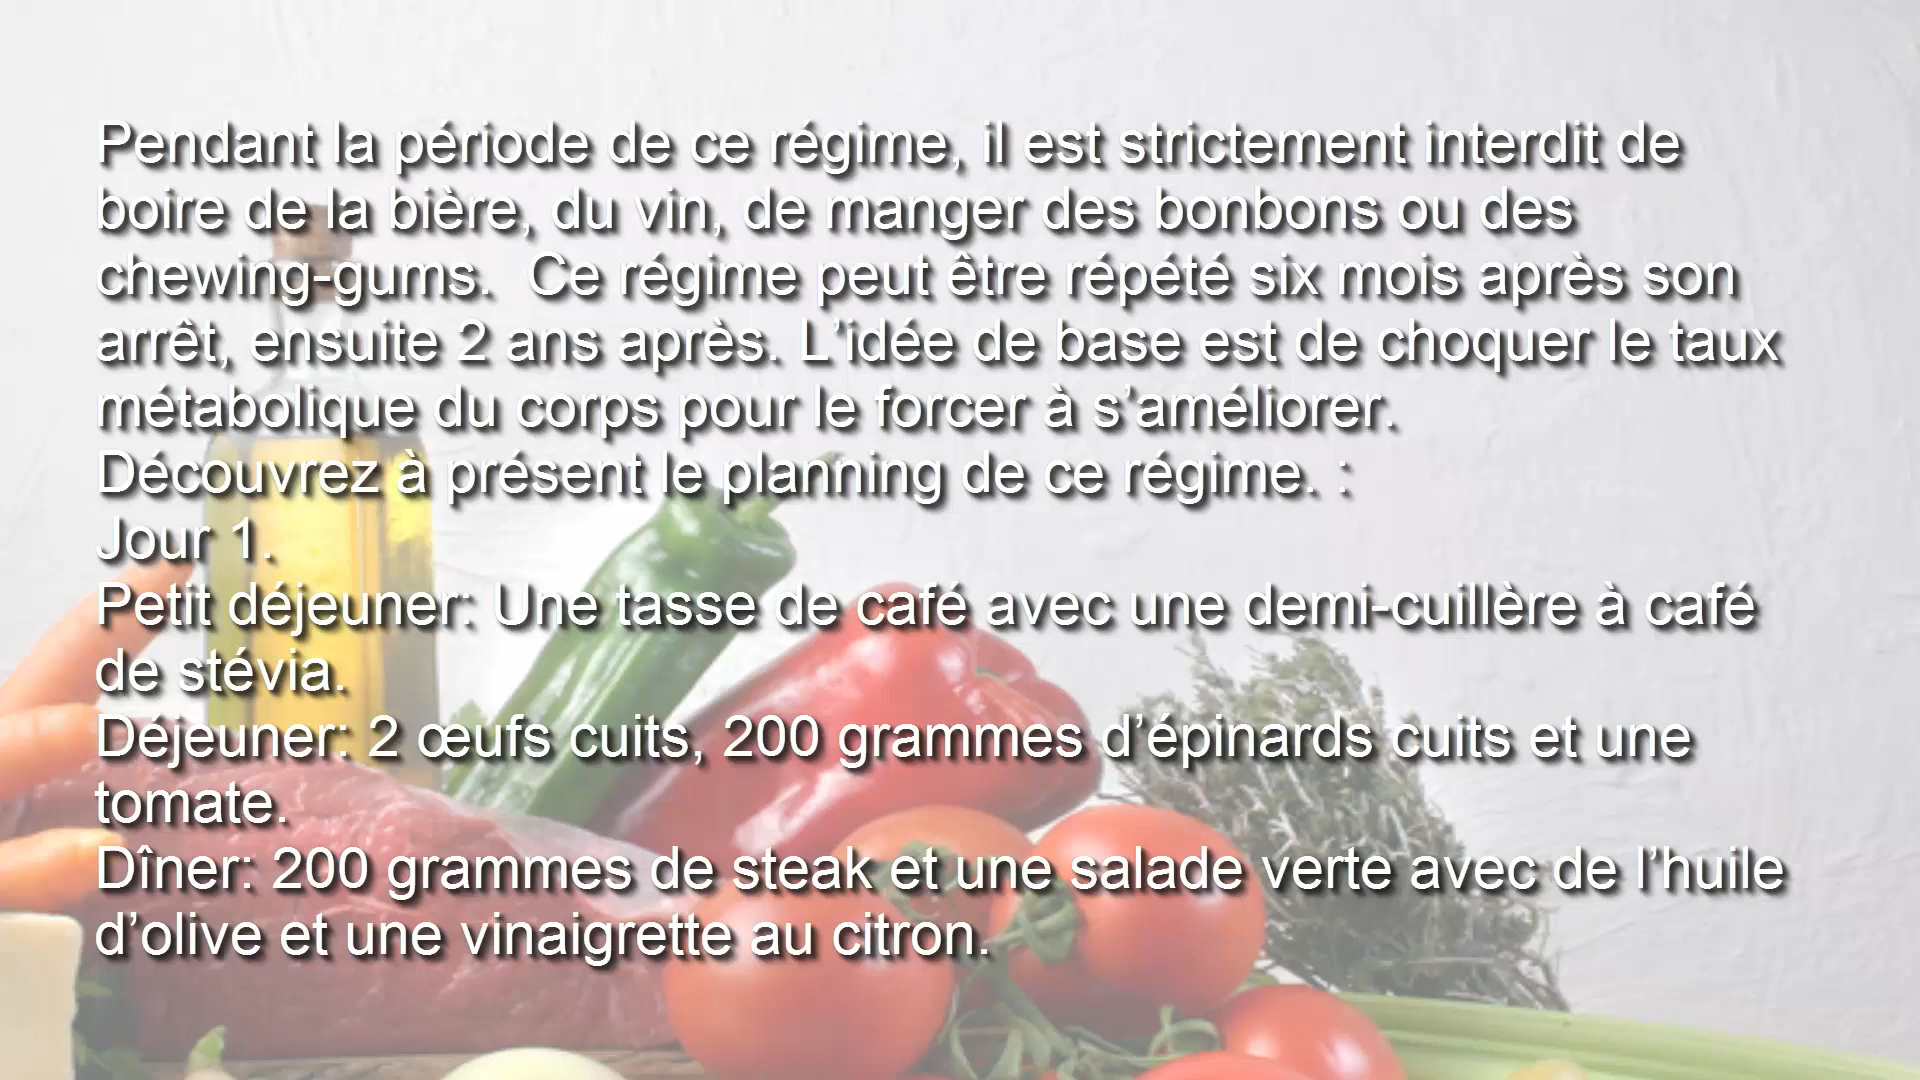 Pendant la période de ce régime, il est strictement interdit de
boire de la bière, du vin, de manger des bonbons ou des
chewing-gums.  Ce régime peut être répété six mois après son
arrêt, ensuite 2 ans après. L’idée de base est de choquer le taux
métabolique du corps pour le forcer à s’améliorer.
Découvrez à présent le planning de ce régime. :
Jour 1.
Petit déjeuner: Une tasse de café avec une demi-cuillère à café
de stévia.
Déjeuner: 2 œufs cuits, 200 grammes d’épinards cuits et une
tomate.
Dîner: 200 grammes de steak et une salade verte avec de l’huile
d’olive et une vinaigrette au citron.